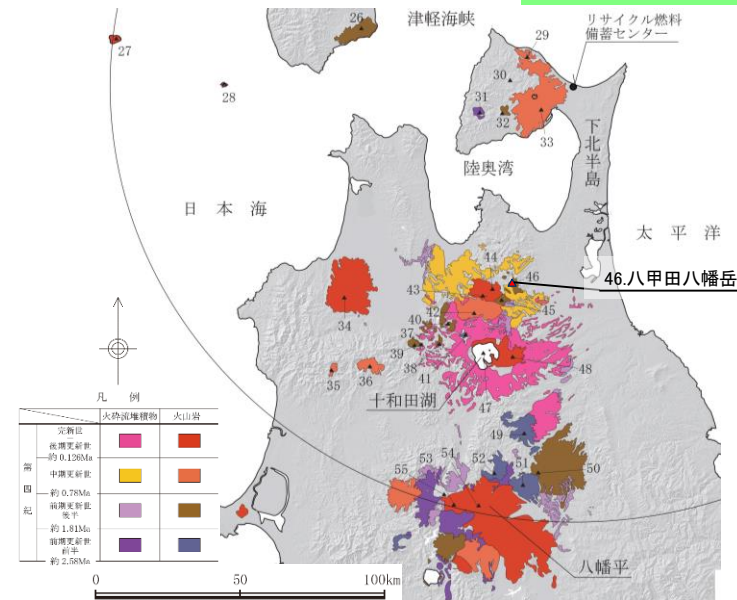 津軽海峡
リサイクル燃料
備蓄センター
26
27
28
29
30
31
32
33
下北半島
陸奥湾
日本海
太平洋
44
46
46.八甲田八幡岳
43
45
42
40
34
37
39
38
41
48
35
36
十和田湖
47
凡例
火砕流堆積物
火山岩
第四紀
完新世
後期更新世
約 0.126Ma
中期更新世
約 0.78Ma
前期更新世
後半
約 1.81Ma
前期更新世
前半
約 2.58Ma
49
50
51
52
53
54
55
八幡平
0
50
100km